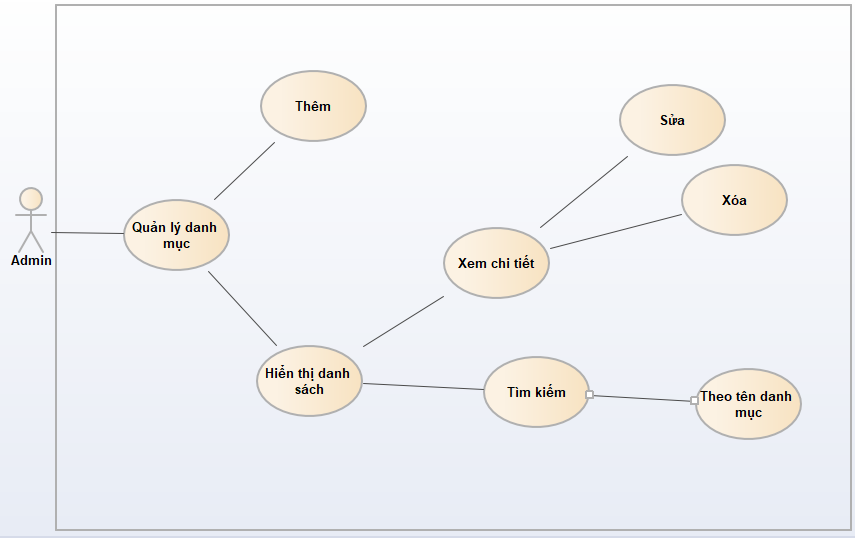 Thêm
Sửa
Xóa
Quản lý danh
mục
Admin
Xem chi tiết
Hiển thị danh
sách
Tìm kiếm
Theo tên danh
mục